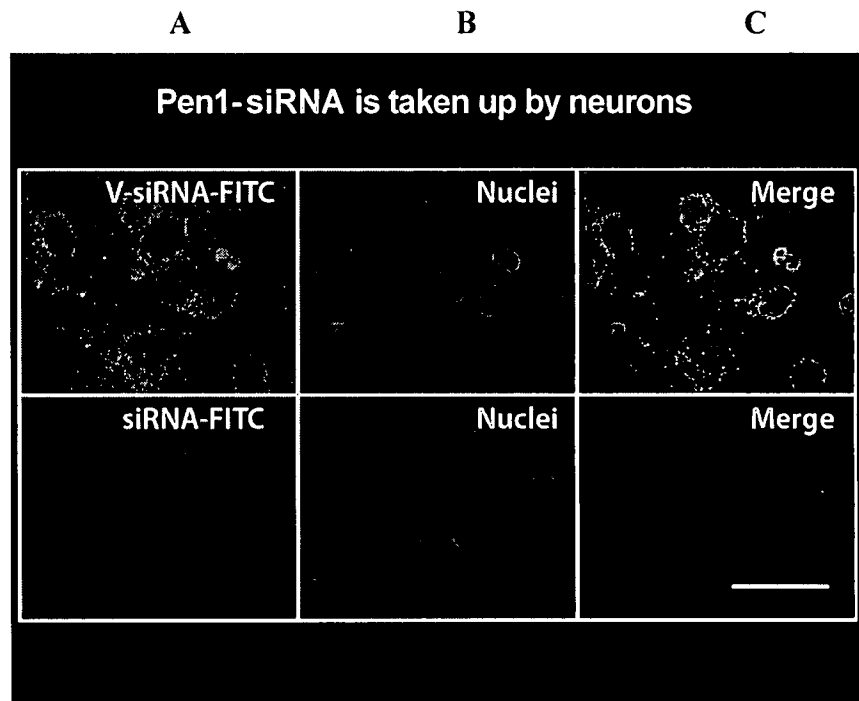 A B C
Pen1-siRNA is taken up by neurons
V-siRNA-FITC Nuclei Merge
siRNA-FITC Nuclei Merge